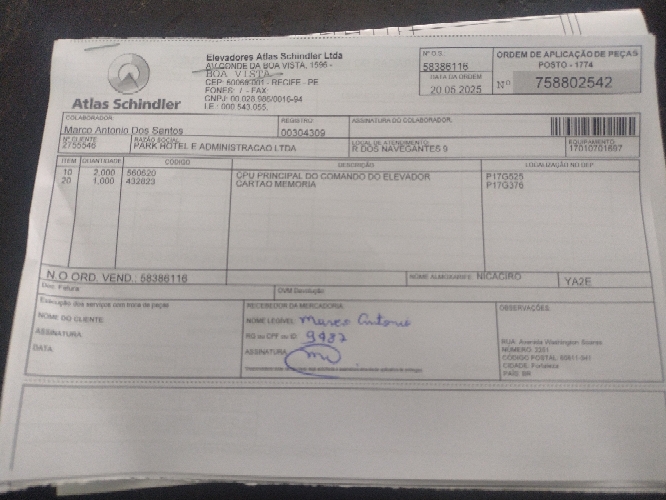 Atlas Schindler
Elevadores Atlas Schindler Ltda
AV.CONDE DA BOA VISTA, 1596 -
BOA VISTA
CEP: 50060-001 - RECIFE - PE
FONES: / - FAX:
CNPJ: 00.028.986/0016-94
I.E.: 000.543.055.
Nº O.S.
58386116
DATA DA ORDEM
20.05.2025
ORDEM DE APLICAÇÃO DE PEÇAS
POSTO - 1774
Nº 758802542
COLABORADOR:
Marco Antonio Dos Santos
REGISTRO
00304309
ASSINATURA DO COLABORADOR:
Nº CLIENTE
2755546
RAZÃO SOCIAL
PARK HOTEL E ADMINISTRACAO LTDA
LOCAL DE ATENDIMENTO:
R DOS NAVEGANTES 9
EQUIPAMENTO
17010701687
ITEM QUANTIDADE CÓDIGO DESCRIÇÃO LOCALIZAÇÃO NO DEP.
10 2,000 560620 CPU PRINCIPAL DO COMANDO DO ELEVADOR P17G525
20 1,000 432823 CARTAO MEMORIA P17G376
N.O ORD. VEND.: 58386116
NOME ALMOXARIFE: NICACIRO
YA2E
Doc. Fatura:
OVM Devolução:
Execução dos serviços com troca de peças
NOME DO CLIENTE:
ASSINATURA:
DATA:
RECEBEDOR DA MERCADORIA:
NOME LEGÍVEL: Marco Antonio
RG ou CPF ou ID: 9487
ASSINATURA:
OBSERVAÇÕES:
RUA: Avenida Washington Soares
NÚMERO: 3351
CÓDIGO POSTAL: 60811-341
CIDADE: Fortaleza
PAÍS: BR